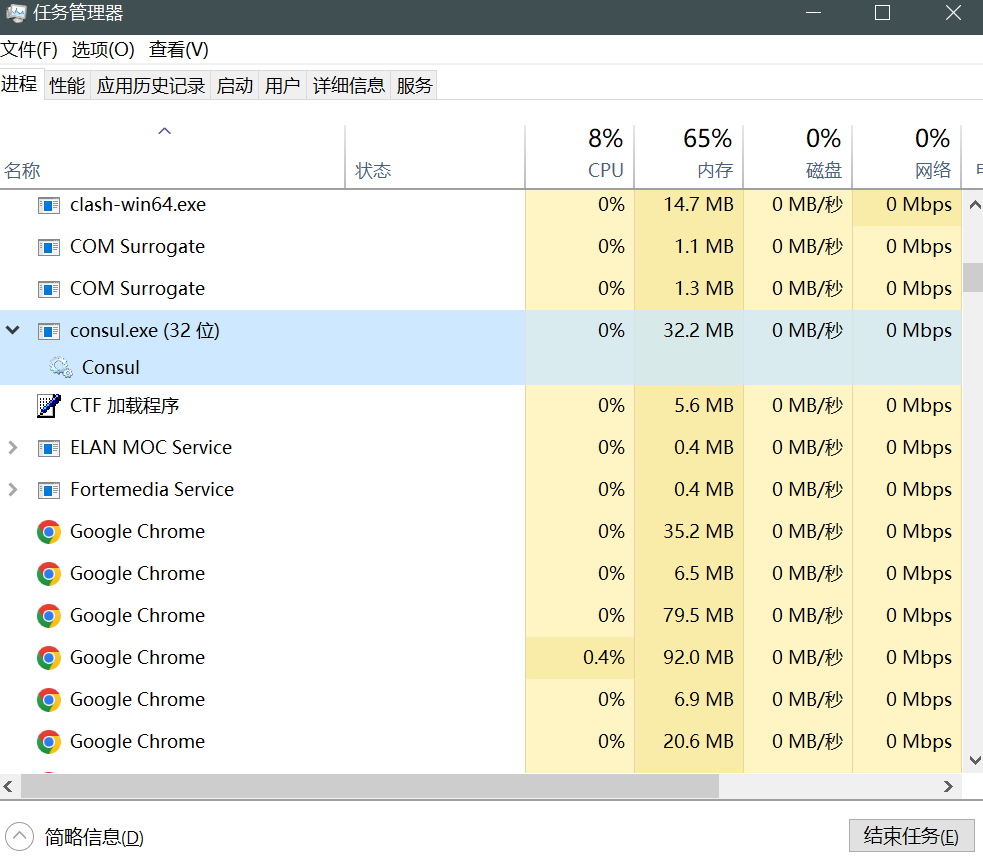 任务管理器
文件(F) 选项(O) 查看(V)
进程 性能 应用历史记录 启动 用户 详细信息 服务
8% 65% 0% 0%
名称 状态 CPU 内存 磁盘 网络
clash-win64.exe 0% 14.7 MB 0 MB/秒 0 Mbps
COM Surrogate 0% 1.1 MB 0 MB/秒 0 Mbps
COM Surrogate 0% 1.3 MB 0 MB/秒 0 Mbps
consul.exe (32 位) 0% 32.2 MB 0 MB/秒 0 Mbps
Consul
CTF 加载程序 0% 5.6 MB 0 MB/秒 0 Mbps
ELAN MOC Service 0% 0.4 MB 0 MB/秒 0 Mbps
Fortemedia Service 0% 0.4 MB 0 MB/秒 0 Mbps
Google Chrome 0% 35.2 MB 0 MB/秒 0 Mbps
Google Chrome 0% 6.5 MB 0 MB/秒 0 Mbps
Google Chrome 0% 79.5 MB 0 MB/秒 0 Mbps
Google Chrome 0.4% 92.0 MB 0 MB/秒 0 Mbps
Google Chrome 0% 6.9 MB 0 MB/秒 0 Mbps
Google Chrome 0% 20.6 MB 0 MB/秒 0 Mbps
简略信息(D) 结束任务(E)